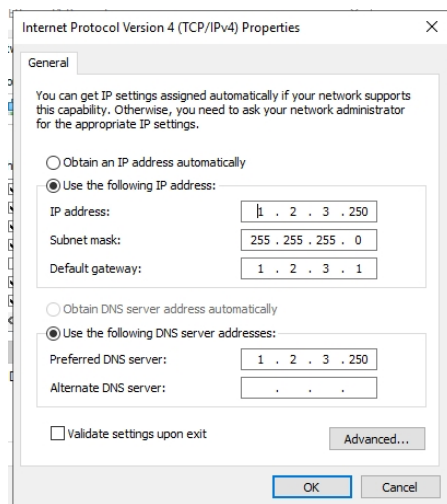 Internet Protocol Version 4 (TCP/IPv4) Properties
General
You can get IP settings assigned automatically if your network supports
this capability. Otherwise, you need to ask your network administrator
for the appropriate IP settings.
Obtain an IP address automatically
Use the following IP address:
IP address: 1 . 2 . 3 . 250
Subnet mask: 255 . 255 . 255 . 0
Default gateway: 1 . 2 . 3 . 1
Obtain DNS server address automatically
Use the following DNS server addresses:
Preferred DNS server: 1 . 2 . 3 . 250
Alternate DNS server: . . .
Validate settings upon exit
Advanced...
OK Cancel